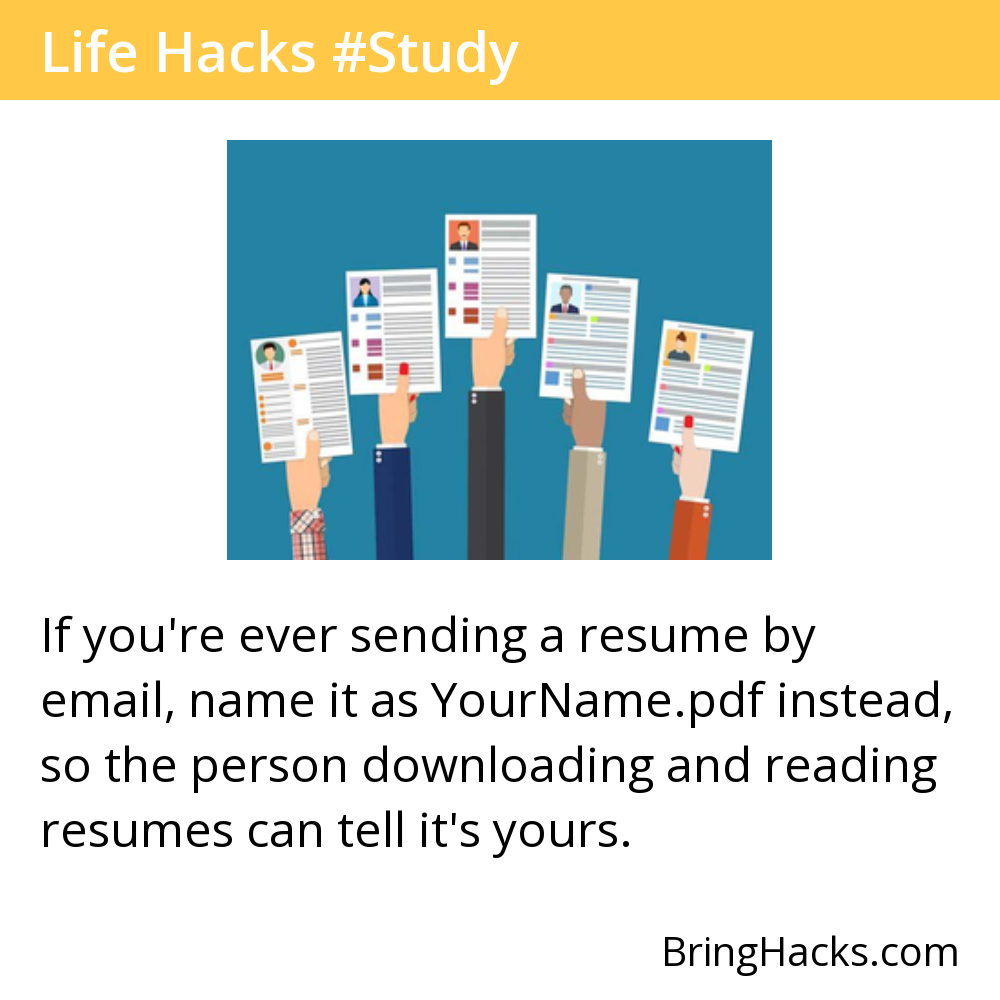 Life Hacks #Study
If you're ever sending a resume by
email, name it as YourName.pdf instead,
so the person downloading and reading
resumes can tell it's yours.
BringHacks.com